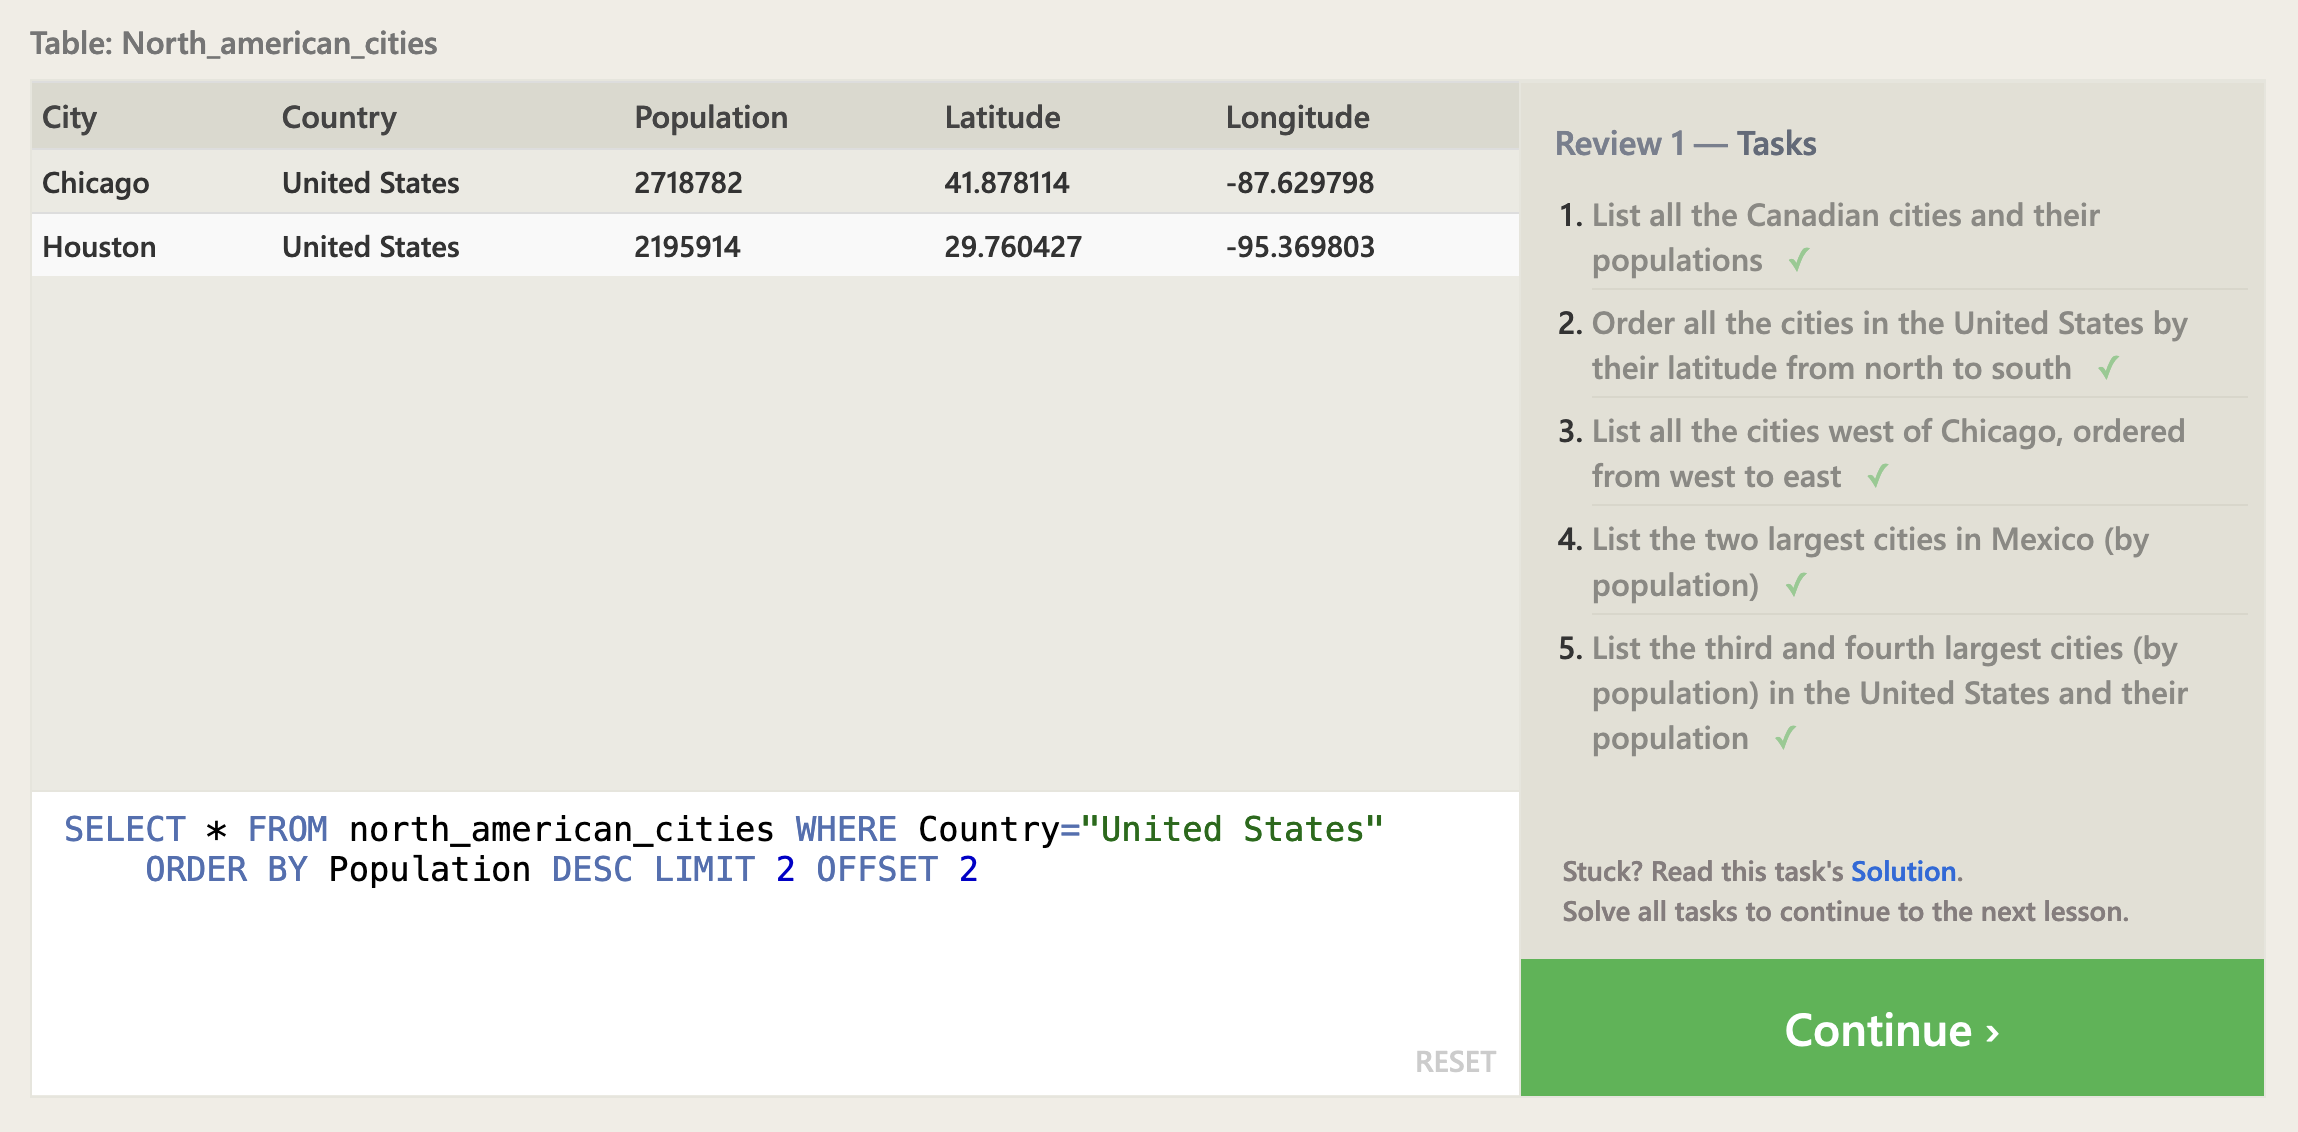 Table: North_american_cities
City Country Population Latitude Longitude
Chicago United States 2718782 41.878114 -87.629798
Houston United States 2195914 29.760427 -95.369803
SELECT * FROM north_american_cities WHERE Country="United States"
ORDER BY Population DESC LIMIT 2 OFFSET 2
RESET
Review 1 — Tasks
1. List all the Canadian cities and their
populations ✓
2. Order all the cities in the United States by
their latitude from north to south ✓
3. List all the cities west of Chicago, ordered
from west to east ✓
4. List the two largest cities in Mexico (by
population) ✓
5. List the third and fourth largest cities (by
population) in the United States and their
population ✓
Stuck? Read this task's Solution.
Solve all tasks to continue to the next lesson.
Continue ›